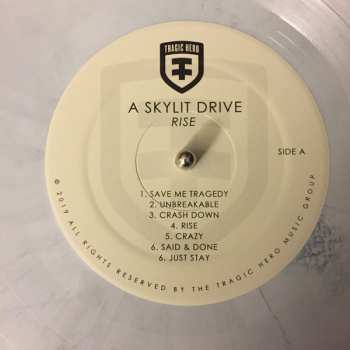 TRAGIC HERO
A SKYLIT DRIVE
RISE
SIDE A
1. SAVE ME TRAGEDY
2. UNBREAKABLE
3. CRASH DOWN
4. RISE
5. CRAZY
6. SAID & DONE
6. JUST STAY
© 2019 ALL RIGHTS RESERVED BY THE TRAGIC HERO MUSIC GROUP